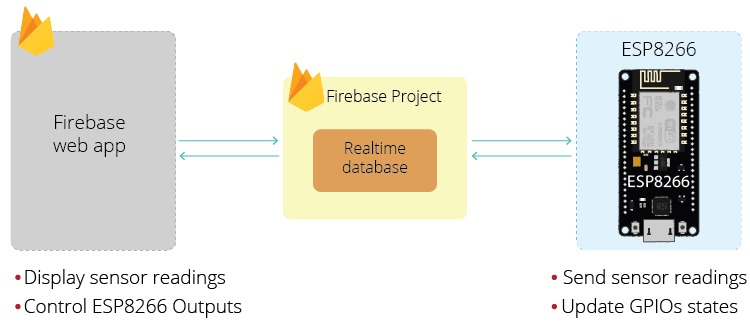 ESP8266
Firebase Project
Firebase
web app
Realtime
database
ESP8266
• Display sensor readings
• Control ESP8266 Outputs
• Send sensor readings
• Update GPIOs states